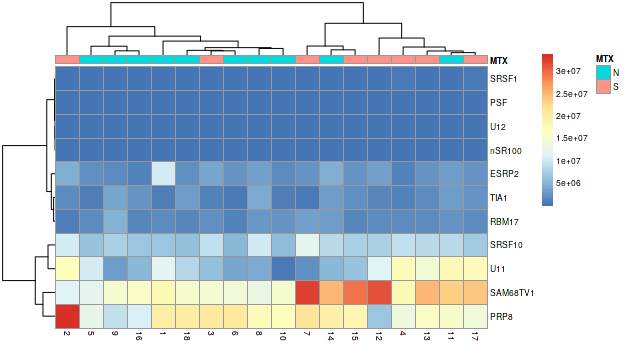 MTX
SRSF1
PSF
U12
nSR100
ESRP2
TIA1
RBM17
SRSF10
U11
SAM68TV1
PRP8
2 5 9 16 1 18 3 6 8 10 7 14 15 12 4 13 11 17
3e+07
2.5e+07
2e+07
1.5e+07
1e+07
5e+06
MTX
N
S